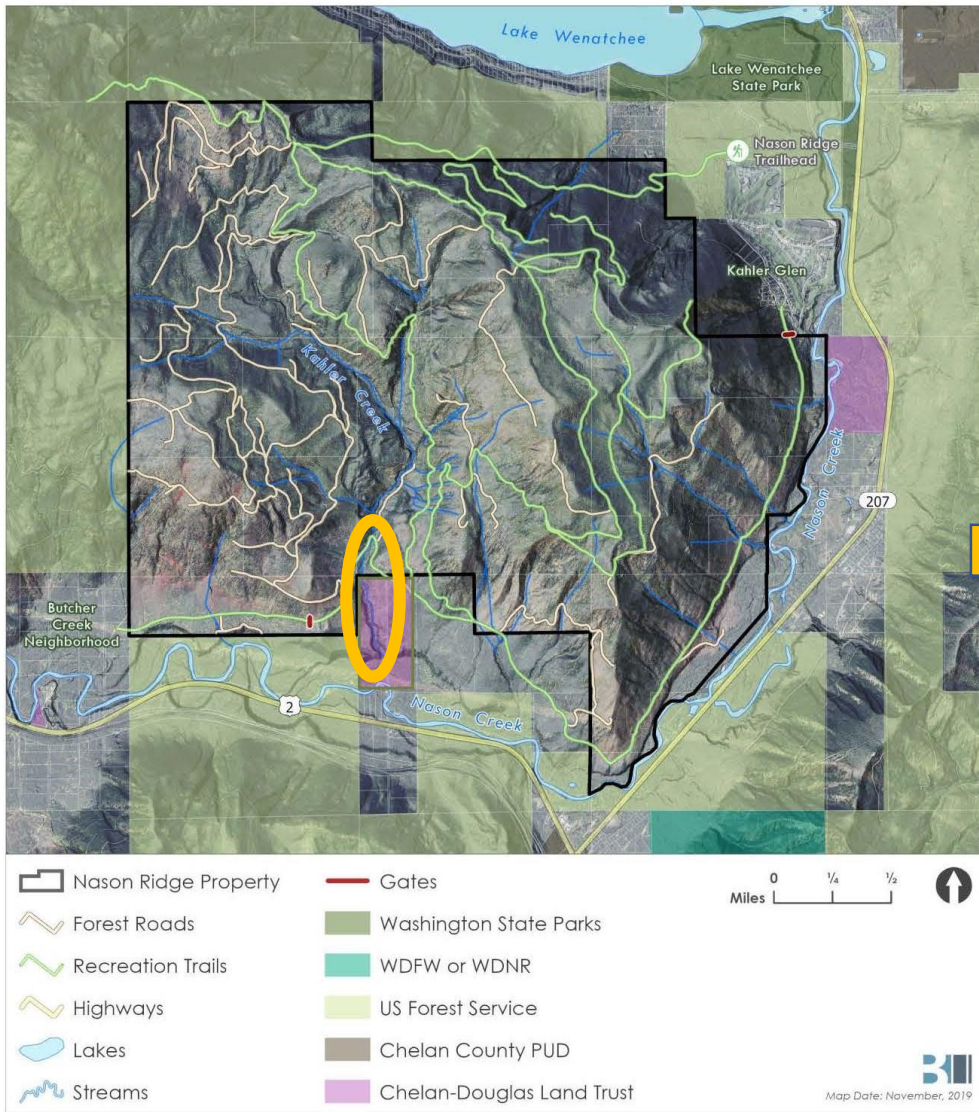 Lake Wenatchee
Lake Wenatchee
State Park
Nason Ridge
Trailhead
Kahler Glen
Kahler Creek
Nason Creek
207
Butcher
Creek
Neighborhood
2
Nason Creek
Nason Ridge Property
Forest Roads
Recreation Trails
Highways
Lakes
Streams
Gates
Washington State Parks
WDFW or WDNR
US Forest Service
Chelan County PUD
Chelan-Douglas Land Trust
0 ¼ ½
Miles
Map Date: November, 2019